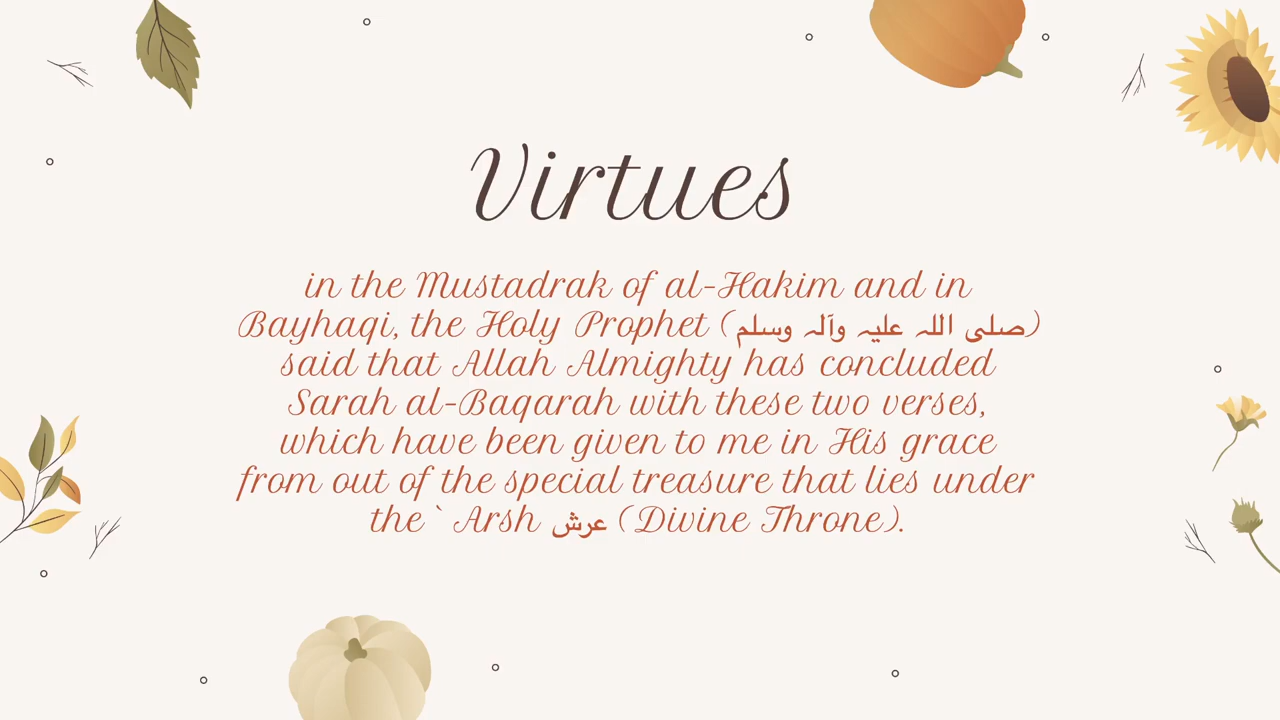 Virtues
in the Mustadrak of al-Hakim and in
Bayhaqi, the Holy Prophet (صلی اللہ علیہ وآلہ وسلم)
said that Allah Almighty has concluded
Sarah al-Baqarah with these two verses,
which have been given to me in His grace
from out of the special treasure that lies under
the ` Arsh عرش (Divine Throne).